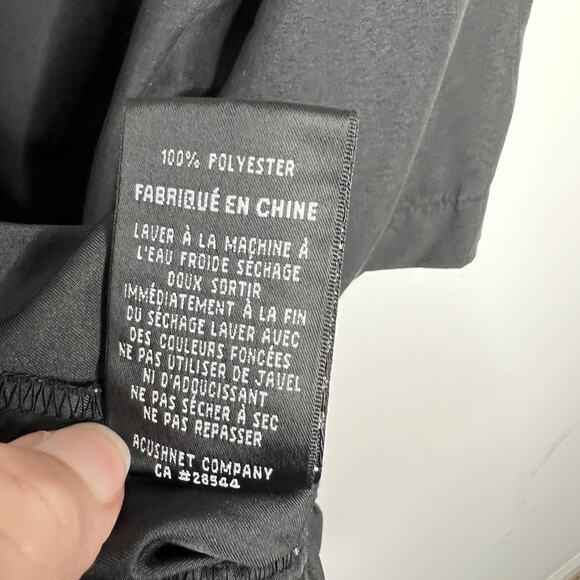 100% POLYESTER
FABRIQUÉ EN CHINE
LAVER À LA MACHINE À
L'EAU FROIDE SÉCHAGE
DOUX SORTIR
IMMÉDIATEMENT À LA FIN
DU SÉCHAGE LAVER AVEC
DES COULEURS FONCÉES
NE PAS UTILISER DE JAVEL
NI D'ADOUCISSANT
NE PAS SÉCHER À SEC
NE PAS REPASSER
ACUSHNET COMPANY
CA #28544